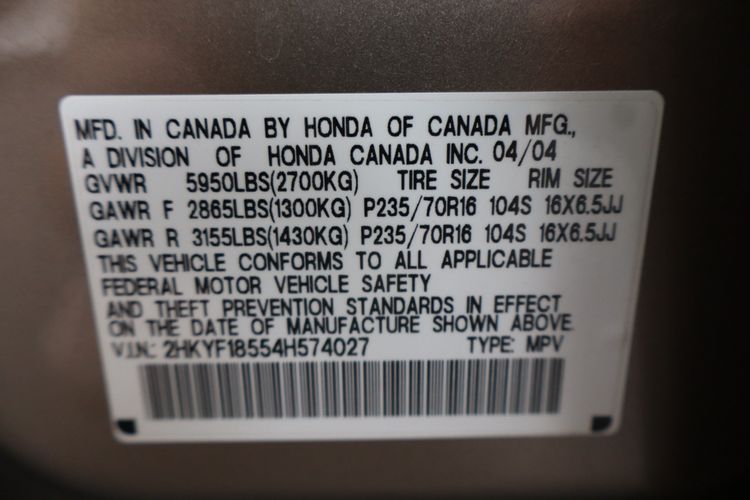 MFD. IN CANADA BY HONDA OF CANADA MFG.,
A DIVISION OF HONDA CANADA INC. 04/04
GVWR 5950LBS(2700KG) TIRE SIZE RIM SIZE
GAWR F 2865LBS(1300KG) P235/70R16 104S 16X6.5JJ
GAWR R 3155LBS(1430KG) P235/70R16 104S 16X6.5JJ
THIS VEHICLE CONFORMS TO ALL APPLICABLE
FEDERAL MOTOR VEHICLE SAFETY
AND THEFT PREVENTION STANDARDS IN EFFECT
ON THE DATE OF MANUFACTURE SHOWN ABOVE.
V.I.N.: 2HKYF18554H574027 TYPE: MPV